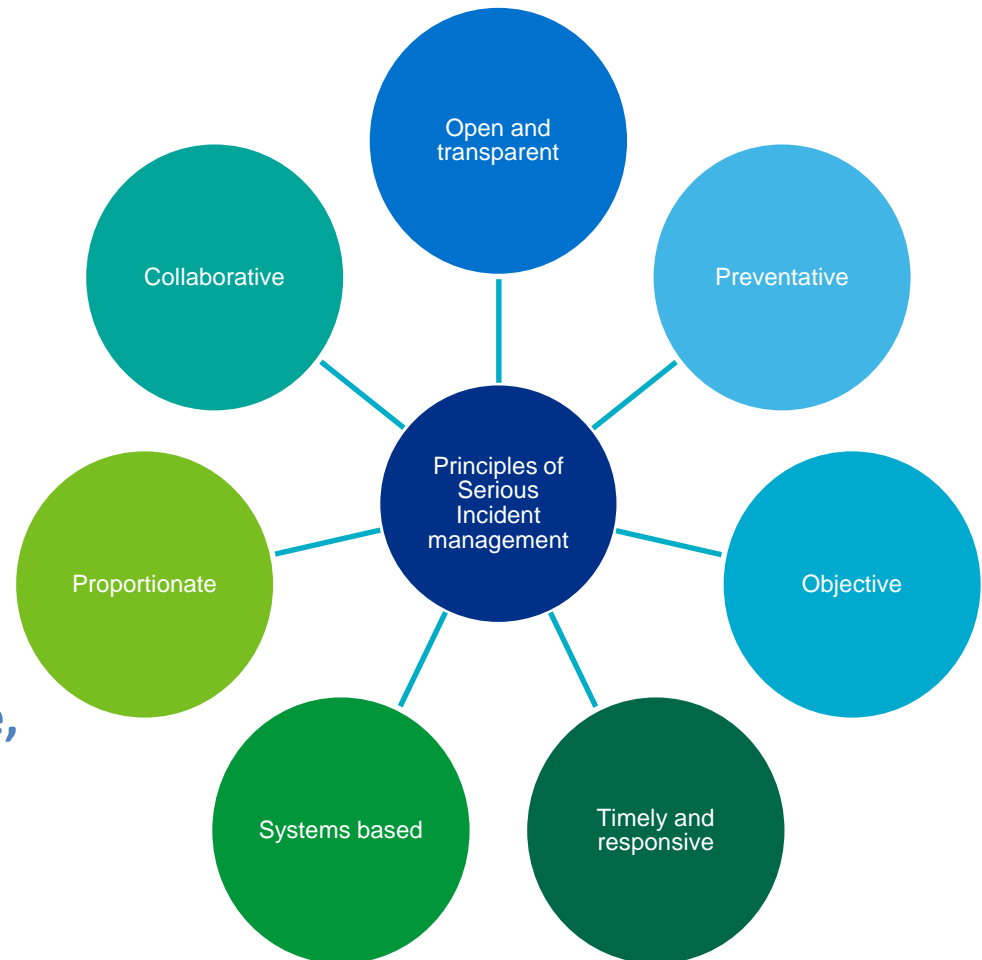 Open and
transparent
Collaborative
Preventative
Principles of
Serious
Incident
management
Proportionate
Objective
Systems based
Timely and
responsive